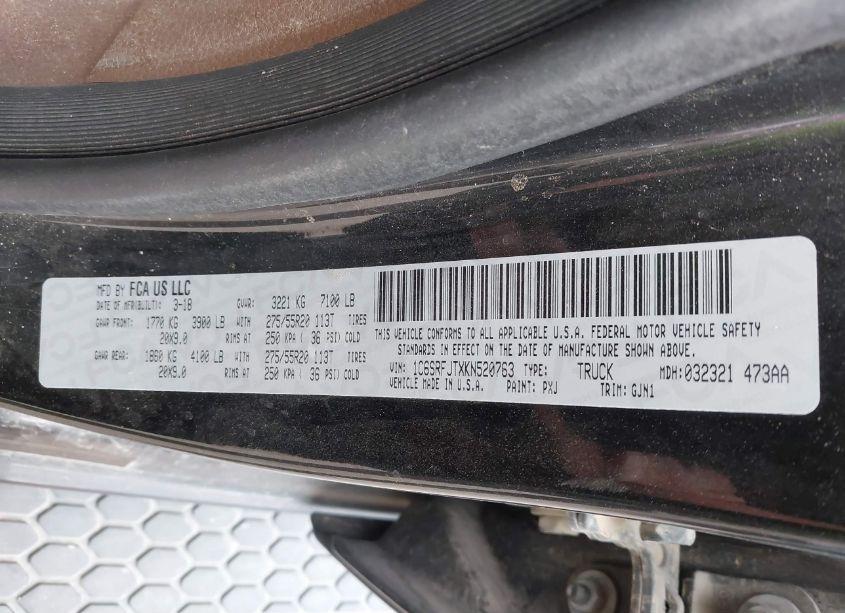 MFD BY FCA US LLC
DATE OF MFR(BUILT): 3-18 GVWR: 3221 KG 7100 LB
GAWR FRONT: 1770 KG 3900 LB WITH 275/55R20 113T TIRES
20X9.0 RIMS AT 250 KPA ( 36 PSI) COLD
GAWR REAR: 1860 KG 4100 LB WITH 275/55R20 113T TIRES
20X9.0 RIMS AT 250 KPA ( 36 PSI) COLD
THIS VEHICLE CONFORMS TO ALL APPLICABLE U.S.A. FEDERAL MOTOR VEHICLE SAFETY
STANDARDS IN EFFECT ON THE DATE OF MANUFACTURE SHOWN ABOVE.
VIN: 1C6SRFJTXKN520763 TYPE: TRUCK MDH: 032321 473AA
VEHICLE MADE IN U.S.A. PAINT: PXJ TRIM: GJN1